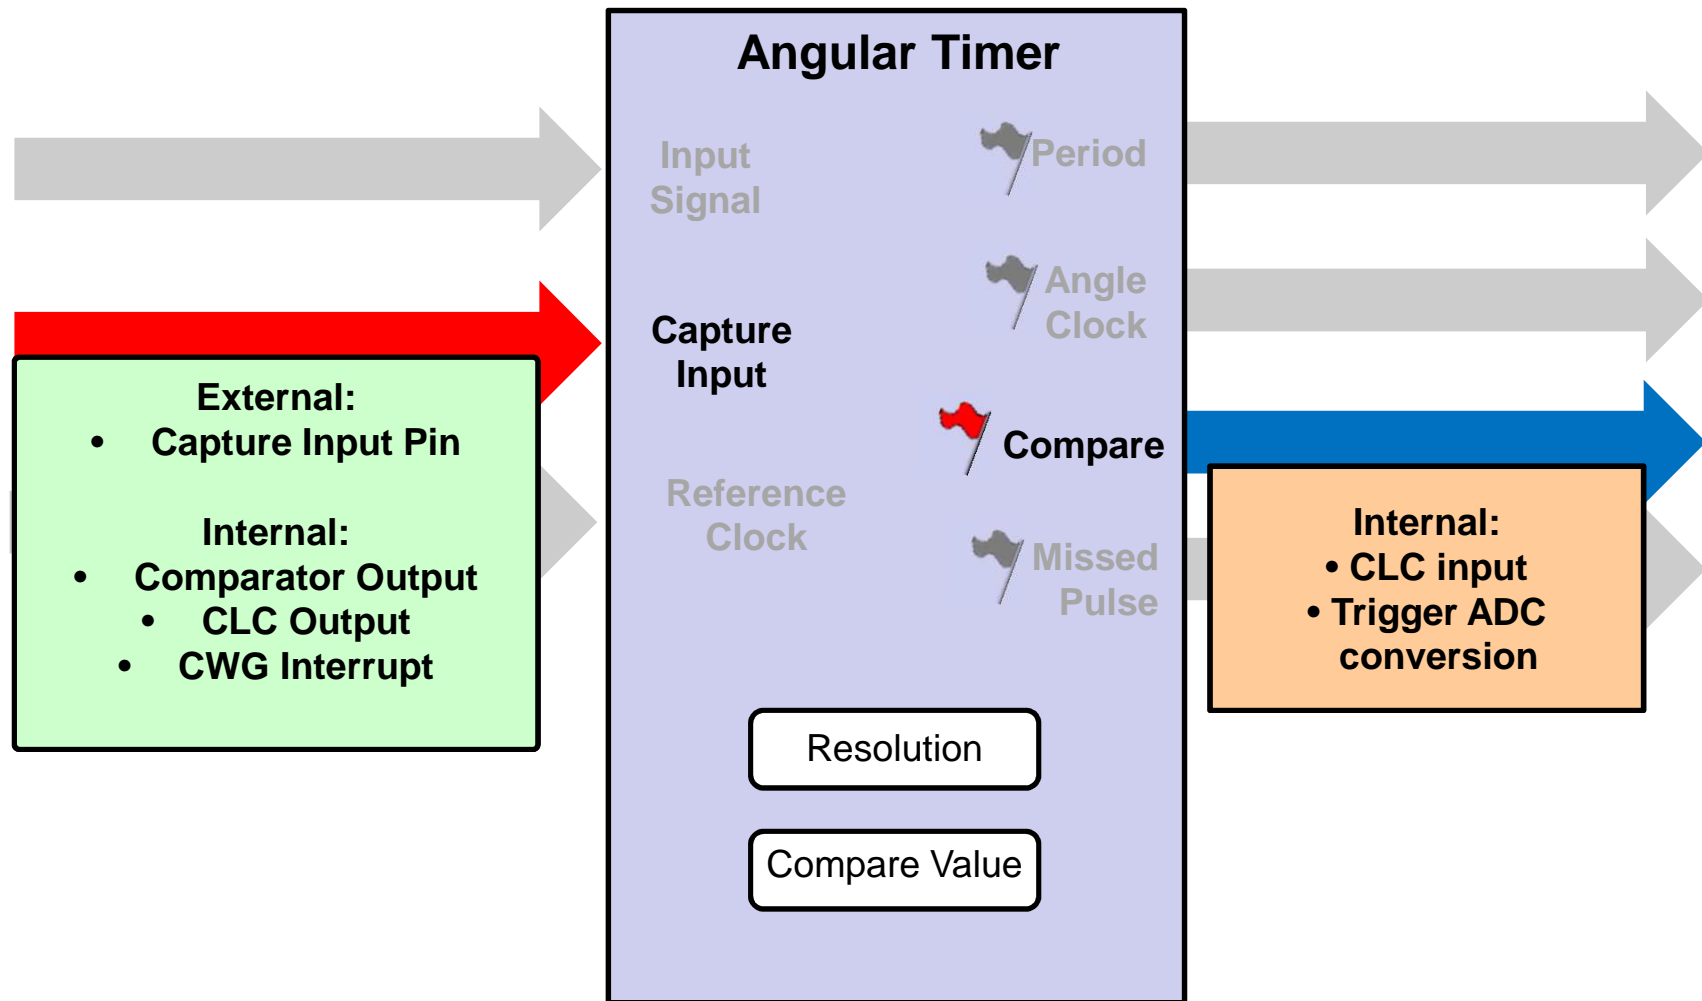 Angular Timer
Input
Signal
Capture
Input
Reference
Clock
Period
Angle
Clock
Compare
Missed
Pulse
Resolution
Compare Value
External:
• Capture Input Pin
Internal:
• Comparator Output
• CLC Output
• CWG Interrupt
Internal:
• CLC input
• Trigger ADC
conversion